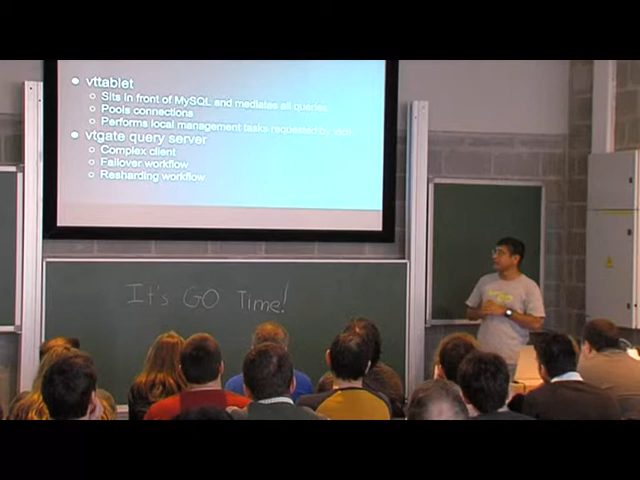 vttablet
Sits in front of MySQL and mediates all queries
Pools connections
Performs local management tasks requested by vtctl
vtgate query server
Complex client
Failover workflow
Resharding workflow
It's GO Time!